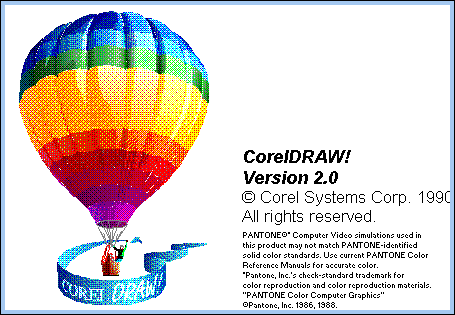 CorelDRAW!
Version 2.0
© Corel Systems Corp. 1990
All rights reserved.
PANTONE®* Computer Video simulations used in
this product may not match PANTONE-identified
solid color standards. Use current PANTONE Color
Reference Manuals for accurate color.
*Pantone, Inc.'s check-standard trademark for
color reproduction and color reproduction materials.
"PANTONE Color Computer Graphics"
©Pantone, Inc. 1986, 1988.
COREL DRAW!